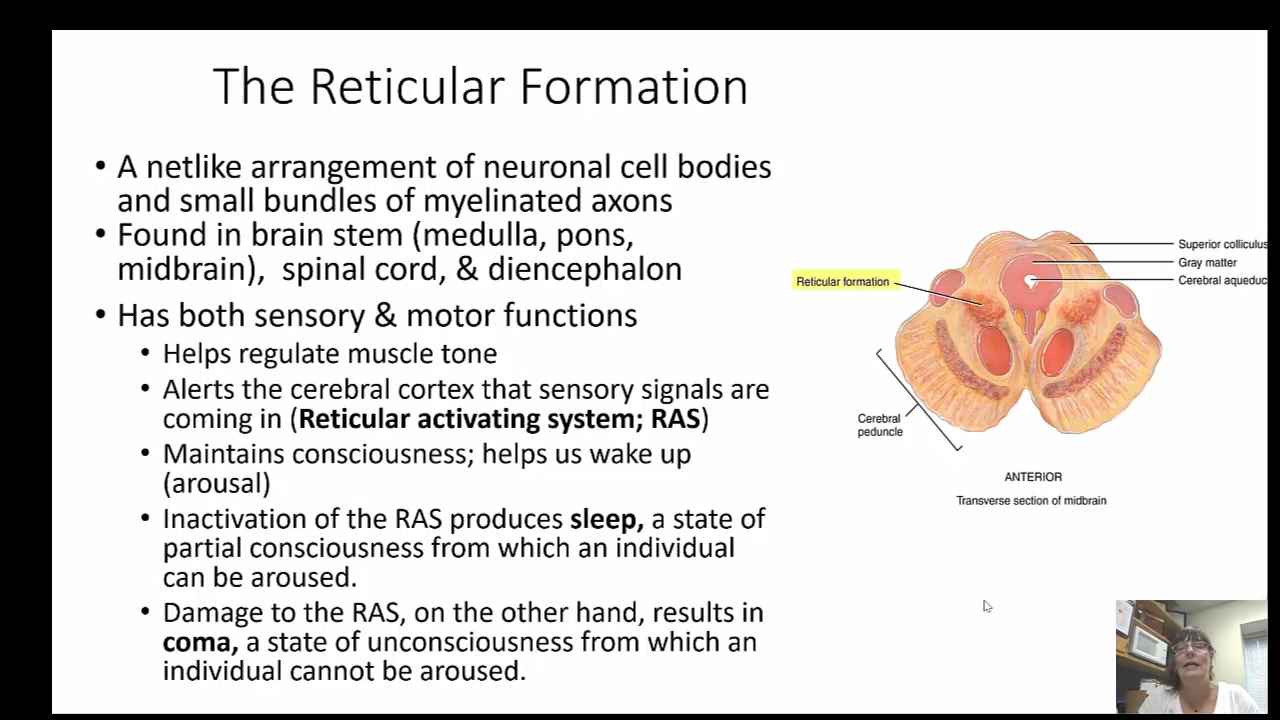 The Reticular Formation
• A netlike arrangement of neuronal cell bodies
and small bundles of myelinated axons
• Found in brain stem (medulla, pons,
midbrain),  spinal cord, & diencephalon
• Has both sensory & motor functions
• Helps regulate muscle tone
• Alerts the cerebral cortex that sensory signals are
coming in (Reticular activating system; RAS)
• Maintains consciousness; helps us wake up
(arousal)
• Inactivation of the RAS produces sleep, a state of
partial consciousness from which an individual
can be aroused.
• Damage to the RAS, on the other hand, results in
coma, a state of unconsciousness from which an
individual cannot be aroused.
Superior colliculus
Gray matter
Cerebral aqueduc
Reticular formation
Cerebral
peduncle
ANTERIOR
Transverse section of midbrain